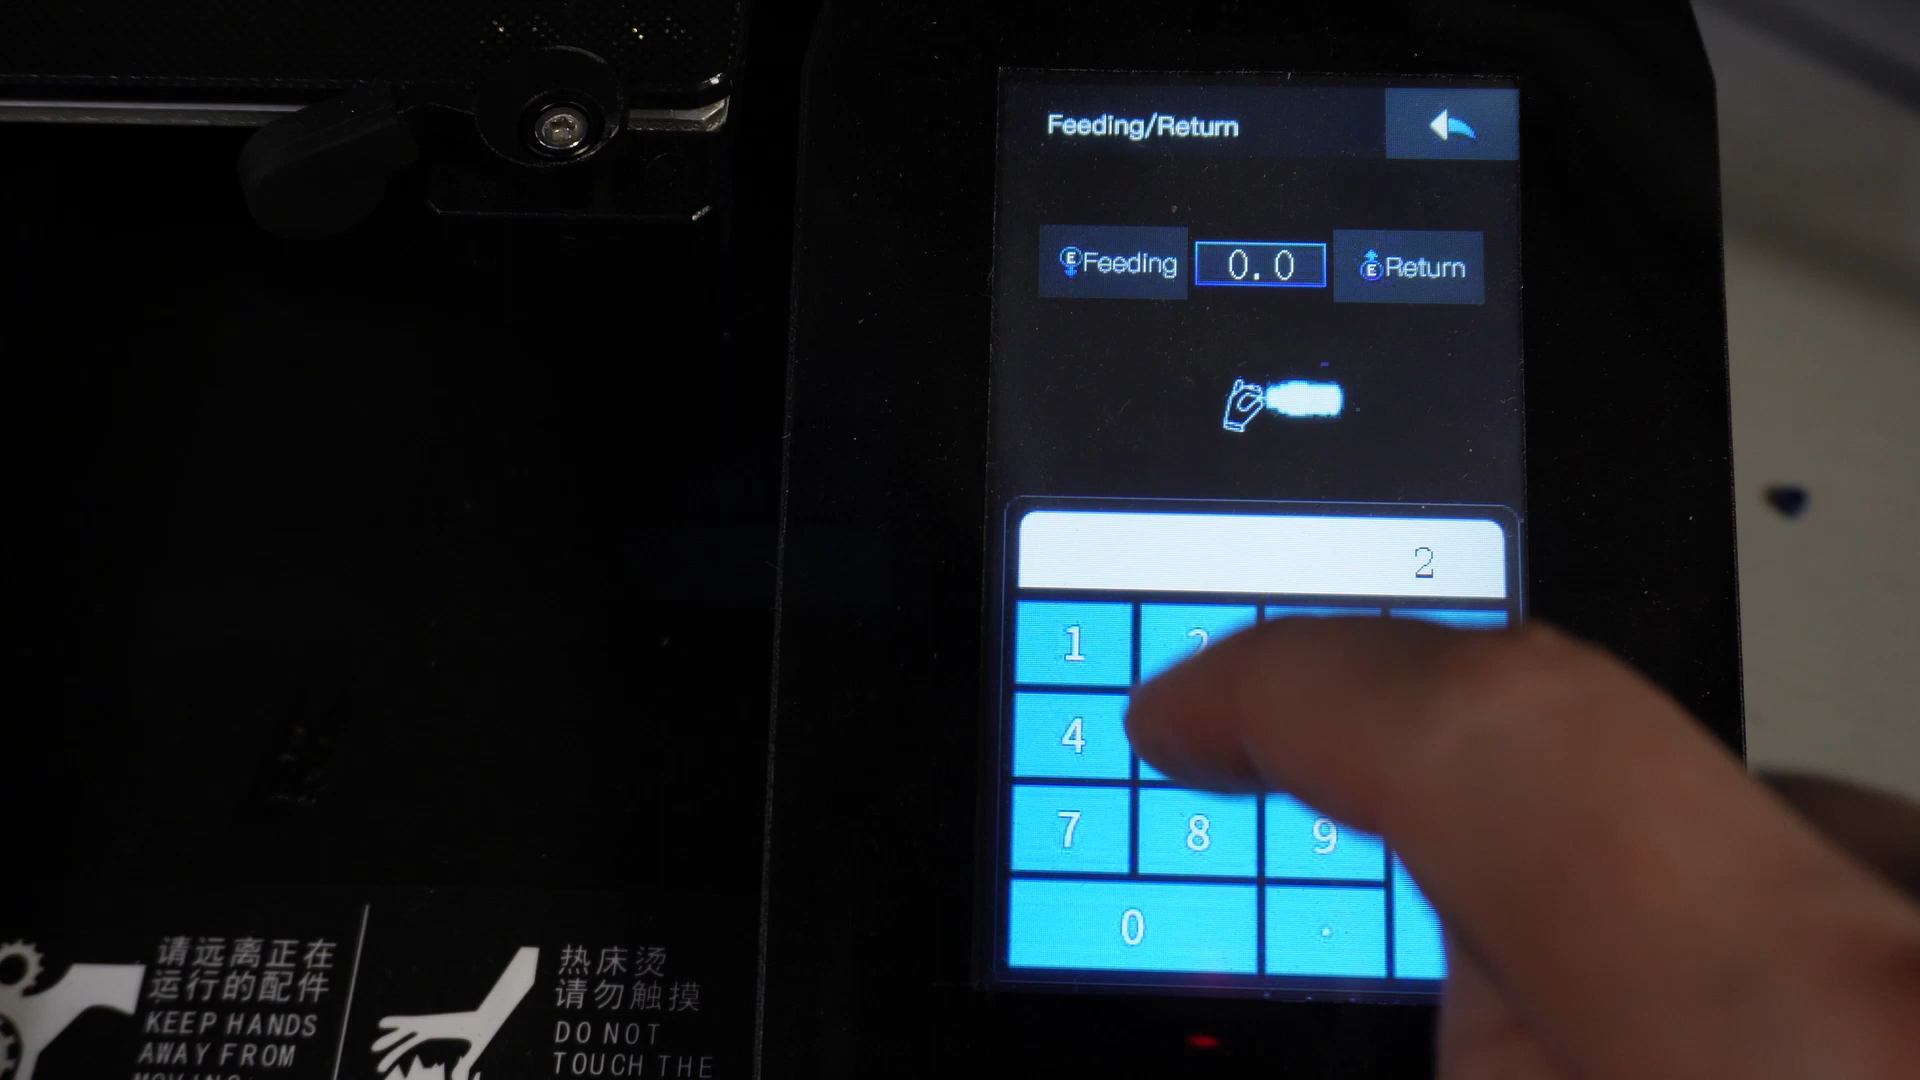 Feeding/Return
Feeding
0.0
Return
2
1 2
4
7 8 9
0 .
请远离正在
运行的配件
KEEP HANDS
AWAY FROM
热床烫
请勿触摸
DO NOT
TOUCH THE